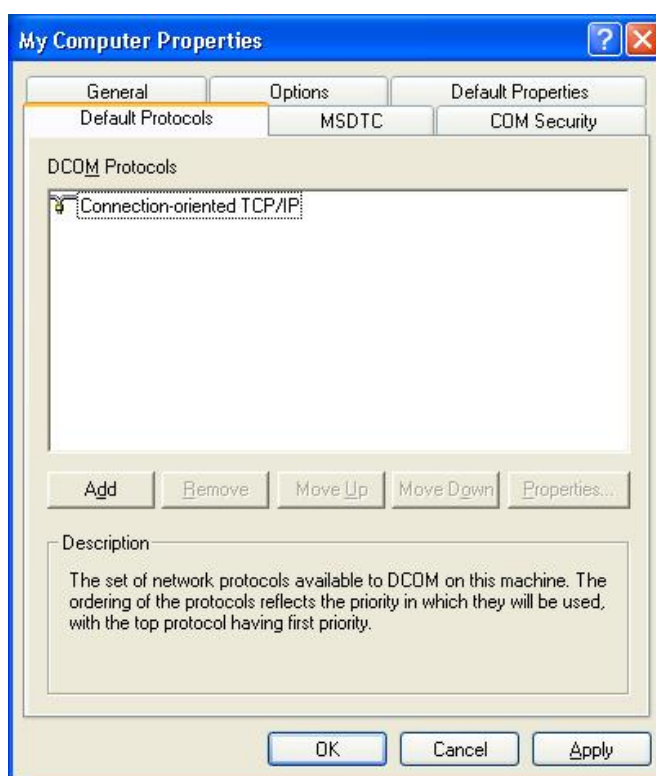 My Computer Properties
General
Options
Default Properties
Default Protocols
MSDTC
COM Security
DCOM Protocols
Connection-oriented TCP/IP
Add
Remove
Move Up
Move Down
Properties...
Description
The set of network protocols available to DCOM on this machine. The
ordering of the protocols reflects the priority in which they will be used,
with the top protocol having first priority.
OK
Cancel
Apply